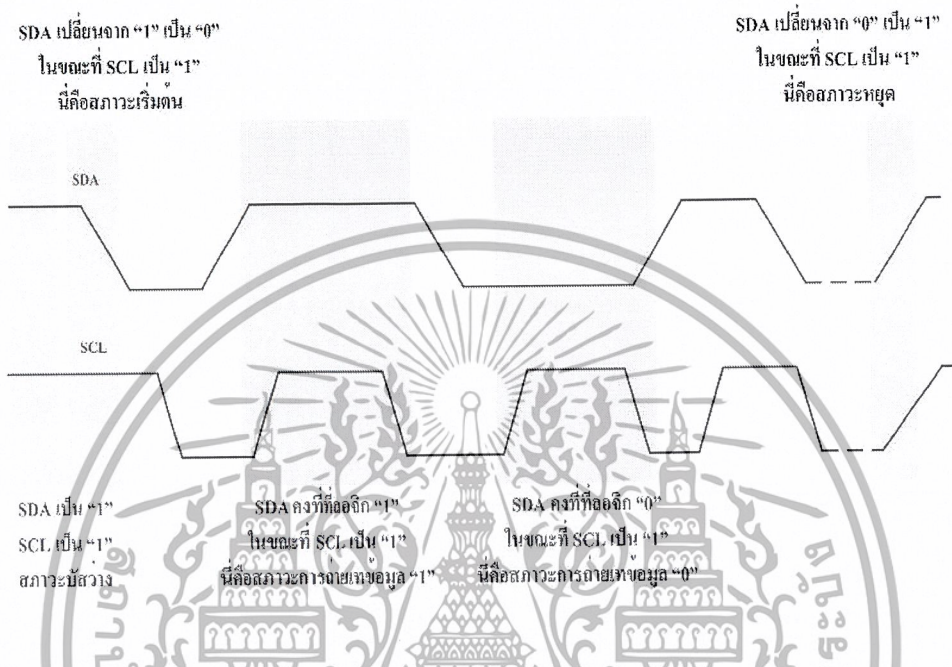 SDA เปลี่ยนจาก “1” เป็น “0”
ในขณะที่ SCL เป็น “1”
นี่คือสภาวะเริ่มต้น
SDA เปลี่ยนจาก “0” เป็น “1”
ในขณะที่ SCL เป็น “1”
นี่คือสภาวะหยุด
SDA
SCL
SDA เป็น “1”
SCL เป็น “1”
สภาวะบัสว่าง
SDA คงที่ที่ลอจิก “1”
ในขณะที่ SCL เป็น “1”
นี่คือสภาวะการถ่ายเทข้อมูล “1”
SDA คงที่ที่ลอจิก “0”
ในขณะที่ SCL เป็น “1”
นี่คือสภาวะการถ่ายเทข้อมูล “0”